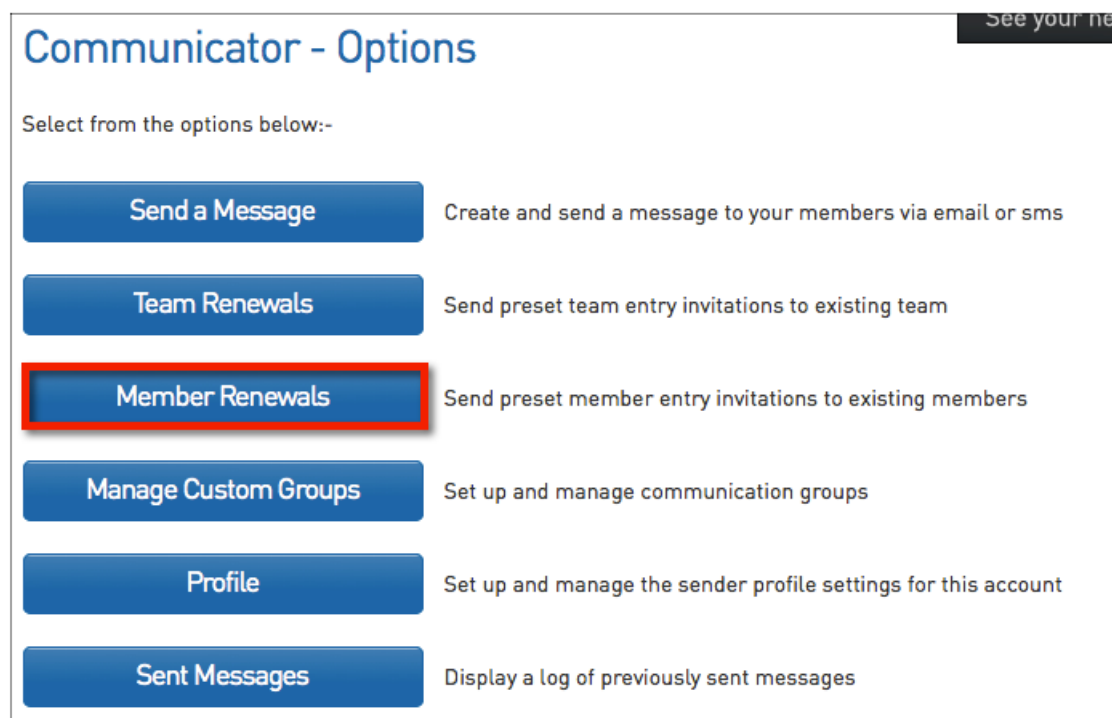 See your ne
Communicator - Options
Select from the options below:-
Send a Message
Create and send a message to your members via email or sms
Team Renewals
Send preset team entry invitations to existing team
Member Renewals
Send preset member entry invitations to existing members
Manage Custom Groups
Set up and manage communication groups
Profile
Set up and manage the sender profile settings for this account
Sent Messages
Display a log of previously sent messages